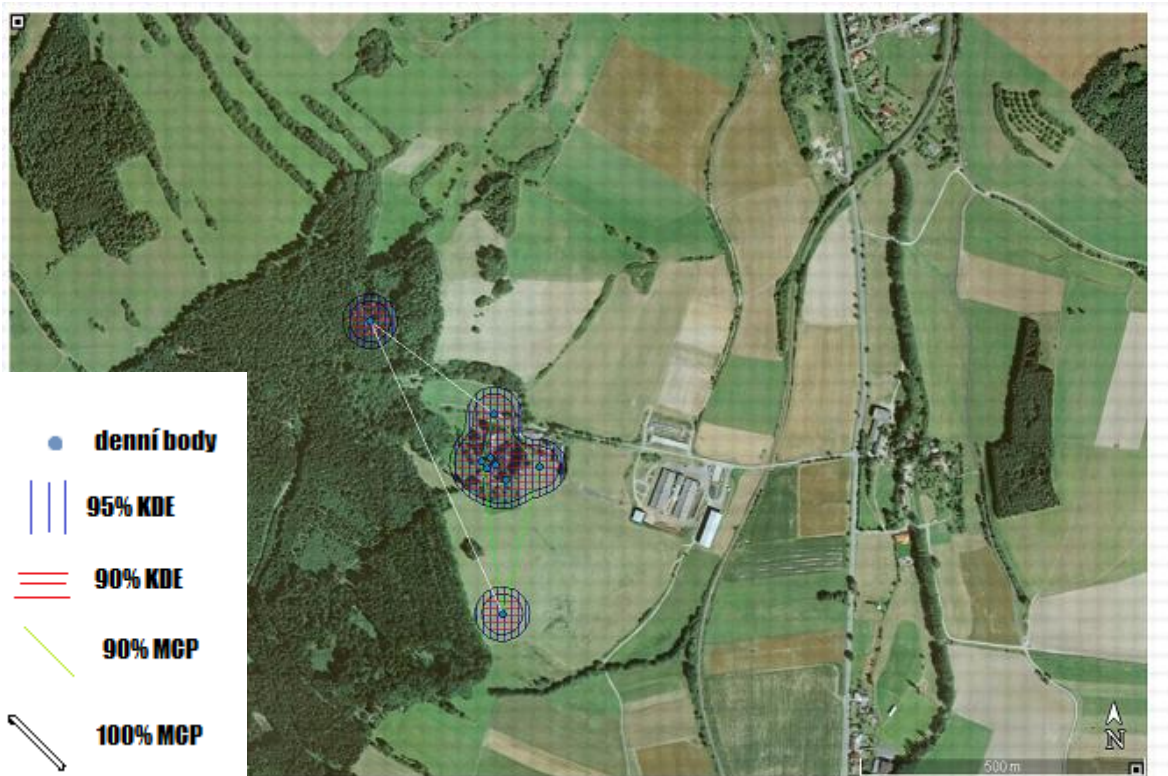 denní body
95% KDE
90% KDE
90% MCP
100% MCP
N
500 m